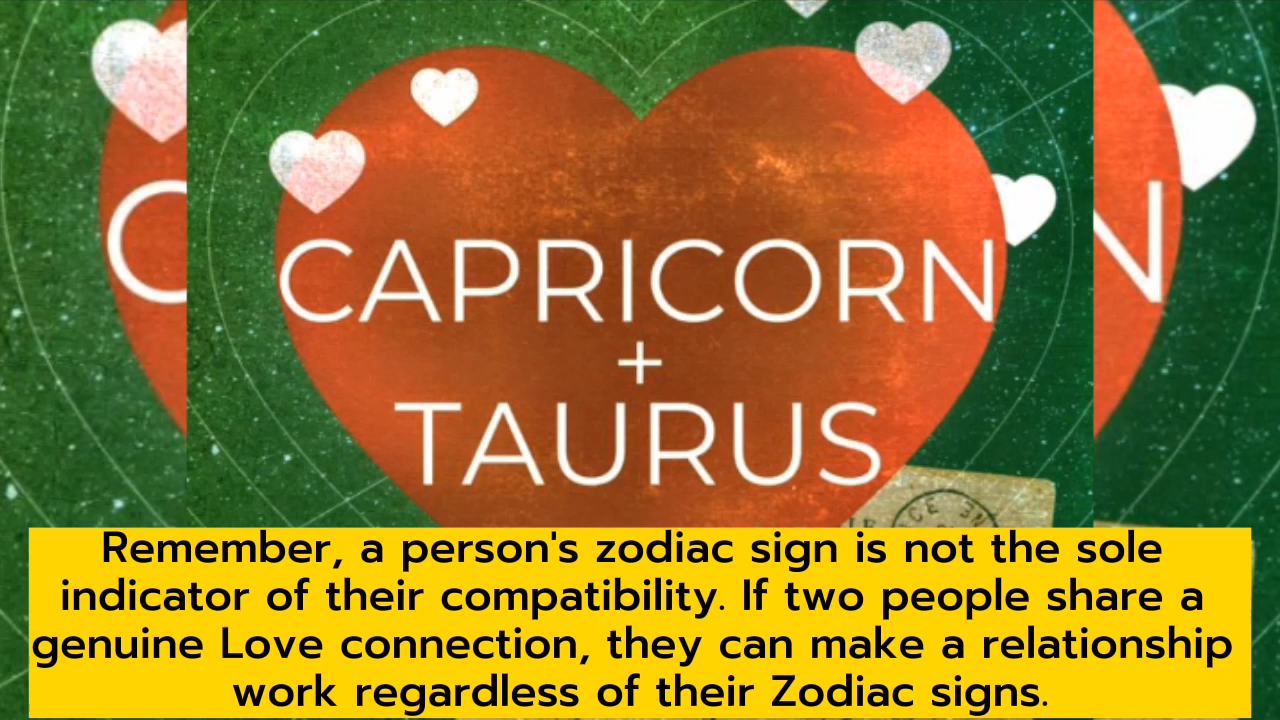 CAPRICORN
+
TAURUS
Remember, a person's zodiac sign is not the sole
indicator of their compatibility. If two people share a
genuine Love connection, they can make a relationship
work regardless of their Zodiac signs.